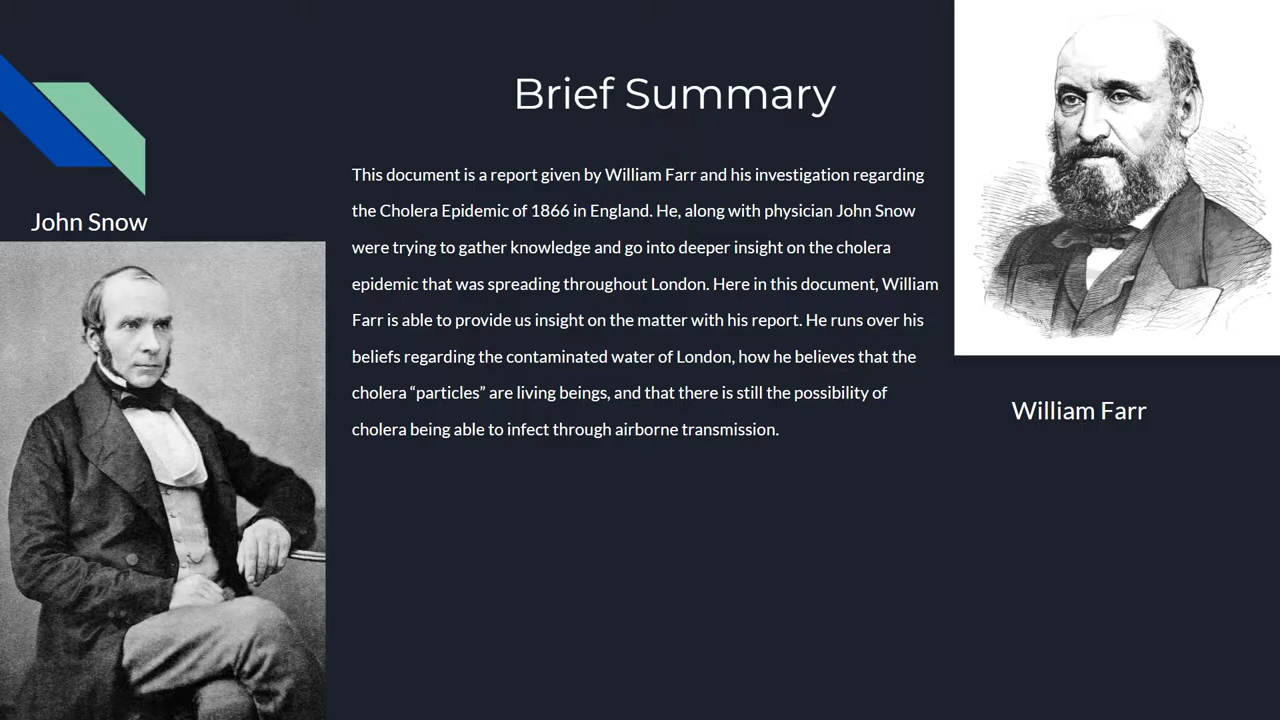 Brief Summary
This document is a report given by William Farr and his investigation regarding
the Cholera Epidemic of 1866 in England. He, along with physician John Snow
were trying to gather knowledge and go into deeper insight on the cholera
epidemic that was spreading throughout London. Here in this document, William
Farr is able to provide us insight on the matter with his report. He runs over his
beliefs regarding the contaminated water of London, how he believes that the
cholera “particles” are living beings, and that there is still the possibility of
cholera being able to infect through airborne transmission.
John Snow
William Farr